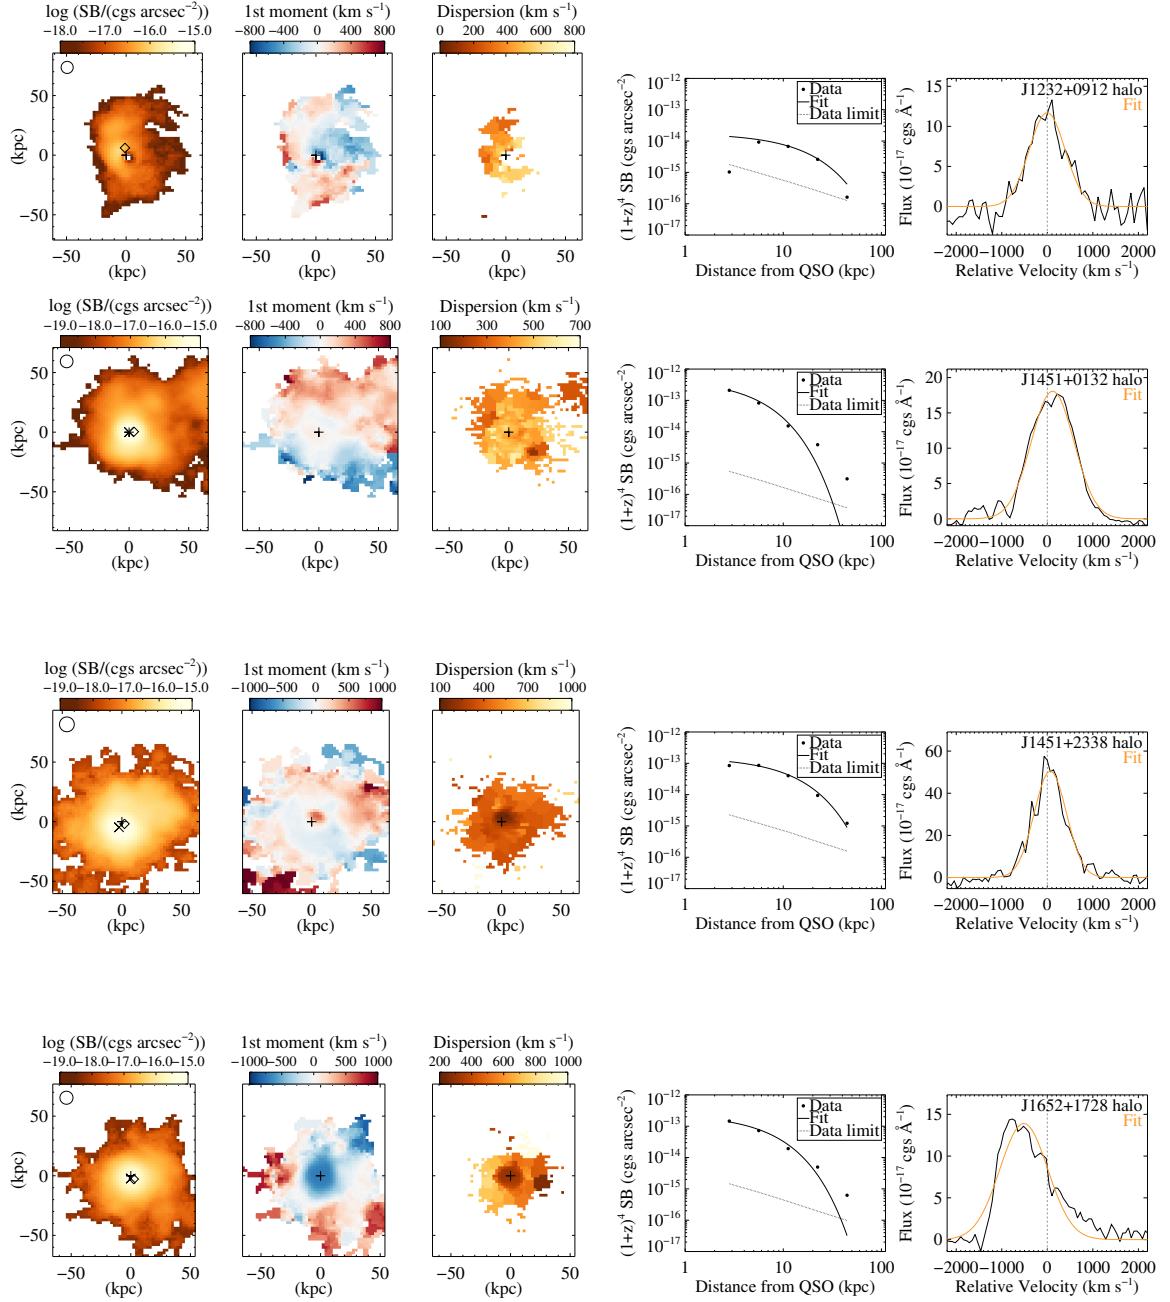 log (SB/(cgs arcsec⁻²)) 1st moment (km s⁻¹) Dispersion (km s⁻¹)
−18.0 −17.0 −16.0 −15.0 −800 −400 0 400 800 0 200 400 600 800
50 0 −50
(kpc)
−50 0 50 −50 0 50 −50 0 50
(kpc) (kpc) (kpc)
10⁻¹² 10⁻¹³ 10⁻¹⁴ 10⁻¹⁵ 10⁻¹⁶ 10⁻¹⁷
(1+z)⁴ SB (cgs arcsec⁻²)
Data
Fit
Data limit
1 10 100
Distance from QSO (kpc)
15 10 5 0
Flux (10⁻¹⁷ cgs Å⁻¹)
J1232+0912 halo
Fit
−2000 −1000 0 1000 2000
Relative Velocity (km s⁻¹)
log (SB/(cgs arcsec⁻²)) 1st moment (km s⁻¹) Dispersion (km s⁻¹)
−19.0 −18.0 −17.0 −16.0 −15.0 −800 −400 0 400 800 100 300 500 700
50 0 −50
(kpc)
−50 0 50 −50 0 50 −50 0 50
(kpc) (kpc) (kpc)
10⁻¹² 10⁻¹³ 10⁻¹⁴ 10⁻¹⁵ 10⁻¹⁶ 10⁻¹⁷
(1+z)⁴ SB (cgs arcsec⁻²)
Data
Fit
Data limit
1 10 100
Distance from QSO (kpc)
20 15 10 5 0
Flux (10⁻¹⁷ cgs Å⁻¹)
J1451+0132 halo
Fit
−2000 −1000 0 1000 2000
Relative Velocity (km s⁻¹)
log (SB/(cgs arcsec⁻²)) 1st moment (km s⁻¹) Dispersion (km s⁻¹)
−19.0 −18.0 −17.0 −16.0 −15.0 −1000 −500 0 500 1000 100 400 700 1000
50 0 −50
(kpc)
−50 0 50 −50 0 50 −50 0 50
(kpc) (kpc) (kpc)
10⁻¹² 10⁻¹³ 10⁻¹⁴ 10⁻¹⁵ 10⁻¹⁶ 10⁻¹⁷
(1+z)⁴ SB (cgs arcsec⁻²)
Data
Fit
Data limit
1 10 100
Distance from QSO (kpc)
60 40 20 0
Flux (10⁻¹⁷ cgs Å⁻¹)
J1451+2338 halo
Fit
−2000 −1000 0 1000 2000
Relative Velocity (km s⁻¹)
log (SB/(cgs arcsec⁻²)) 1st moment (km s⁻¹) Dispersion (km s⁻¹)
−19.0 −18.0 −17.0 −16.0 −15.0 −1000 −500 0 500 1000 200 400 600 800 1000
50 0 −50
(kpc)
−50 0 50 −50 0 50 −50 0 50
(kpc) (kpc) (kpc)
10⁻¹² 10⁻¹³ 10⁻¹⁴ 10⁻¹⁵ 10⁻¹⁶ 10⁻¹⁷
(1+z)⁴ SB (cgs arcsec⁻²)
Data
Fit
Data limit
1 10 100
Distance from QSO (kpc)
15 10 5 0
Flux (10⁻¹⁷ cgs Å⁻¹)
J1652+1728 halo
Fit
−2000 −1000 0 1000 2000
Relative Velocity (km s⁻¹)